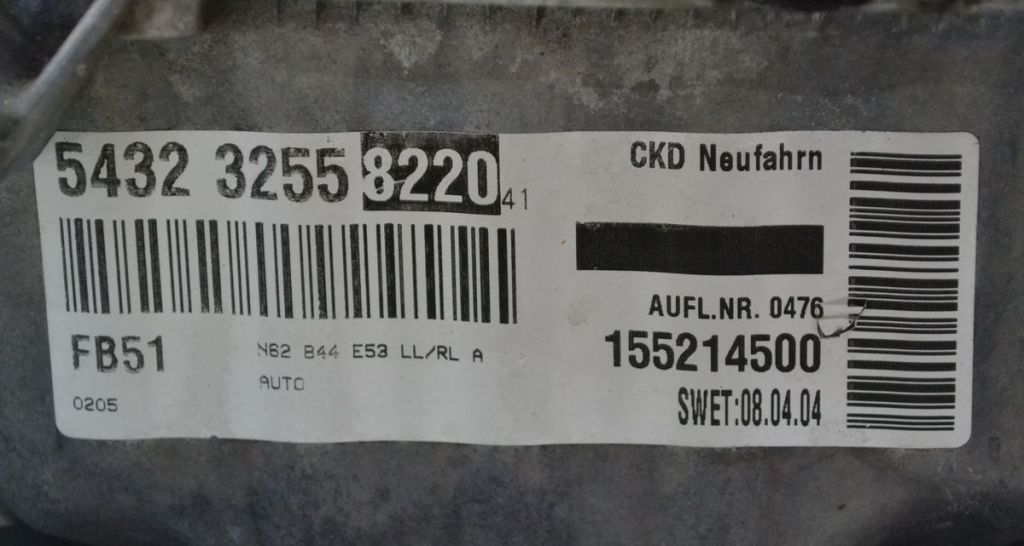 5432 3255 8220 41
FB51
N62 B44 E53 LL/RL A
AUTO
0205
CKD Neufahrn
AUFL.NR. 0476
155214500
SWET:08.04.04